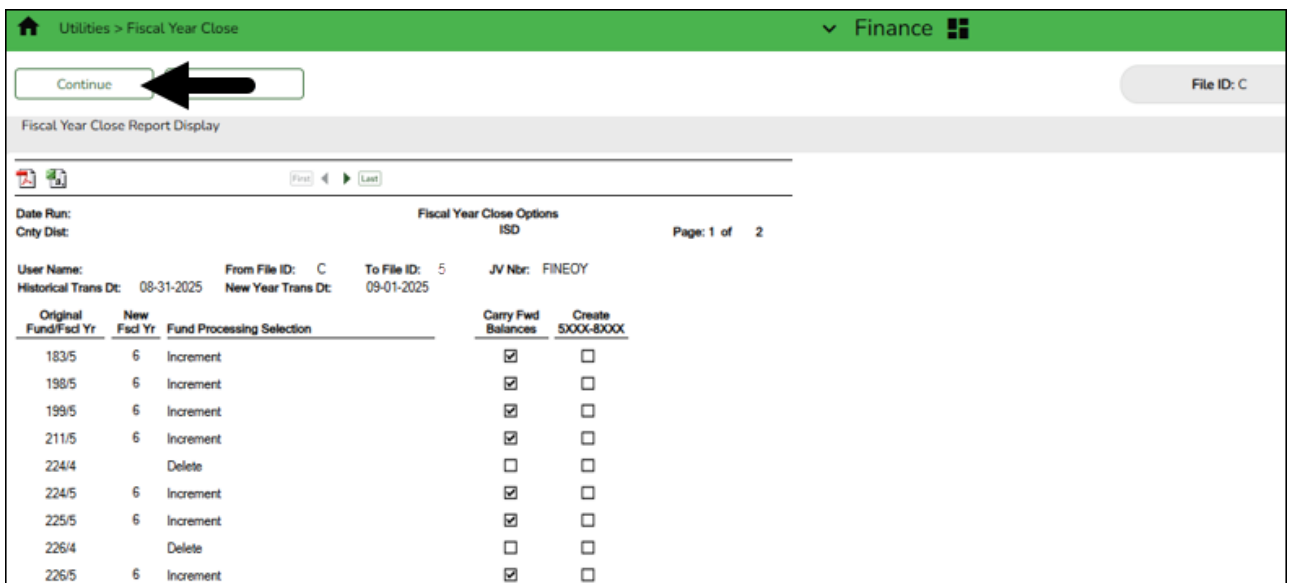 Utilities > Fiscal Year Close
Finance
Continue
File ID: C
Fiscal Year Close Report Display
First Last
Date Run: Fiscal Year Close Options
Cnty Dist: ISD Page: 1 of 2
User Name: From File ID: C To File ID: 5 JV Nbr: FINEOY
Historical Trans Dt: 08-31-2025 New Year Trans Dt: 09-01-2025
Original New Carry Fwd Create
Fund/Fscl Yr Fscl Yr Fund Processing Selection Balances 5XXX-8XXX
183/5 6 Increment
198/5 6 Increment
199/5 6 Increment
211/5 6 Increment
224/4 Delete
224/5 6 Increment
225/5 6 Increment
226/4 Delete
226/5 6 Increment